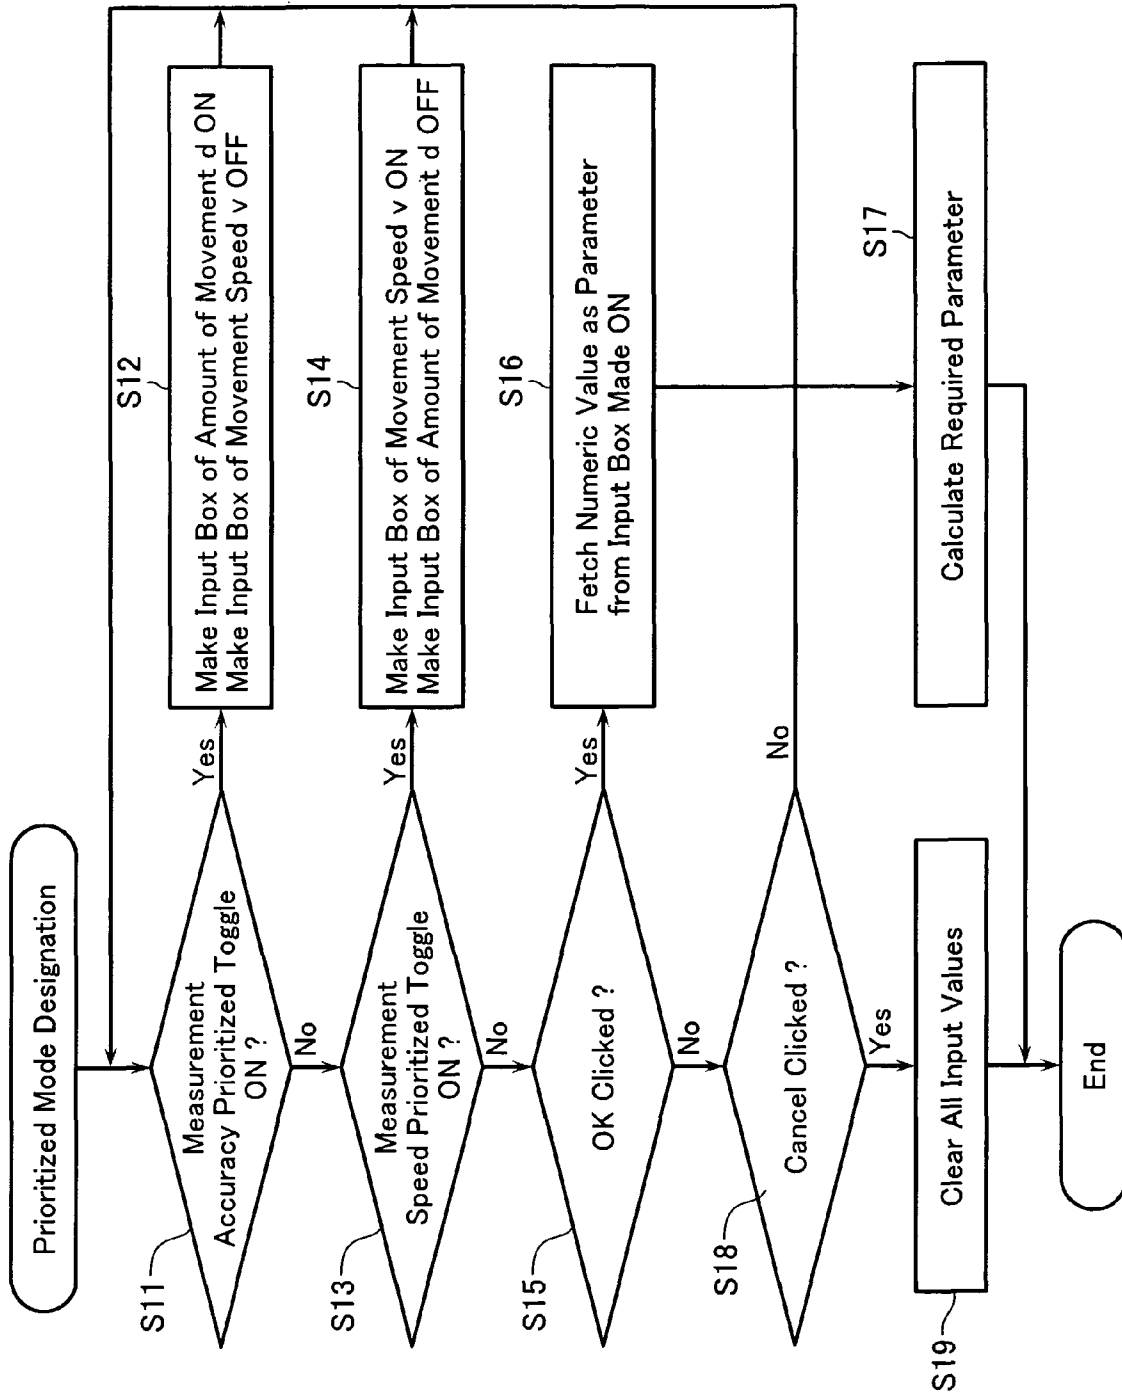 Prioritized Mode Designation
S11
Measurement
Accuracy Prioritized Toggle
ON ?
Yes
No
S12
Make Input Box of Amount of Movement d ON
Make Input Box of Movement Speed v OFF
S13
Measurement
Speed Prioritized Toggle
ON ?
Yes
No
S14
Make Input Box of Movement Speed v ON
Make Input Box of Amount of Movement d OFF
S15
OK Clicked ?
Yes
No
S16
Fetch Numeric Value as Parameter
from Input Box Made ON
S18
Cancel Clicked ?
No
Yes
S17
Calculate Required Parameter
S19
Clear All Input Values
End